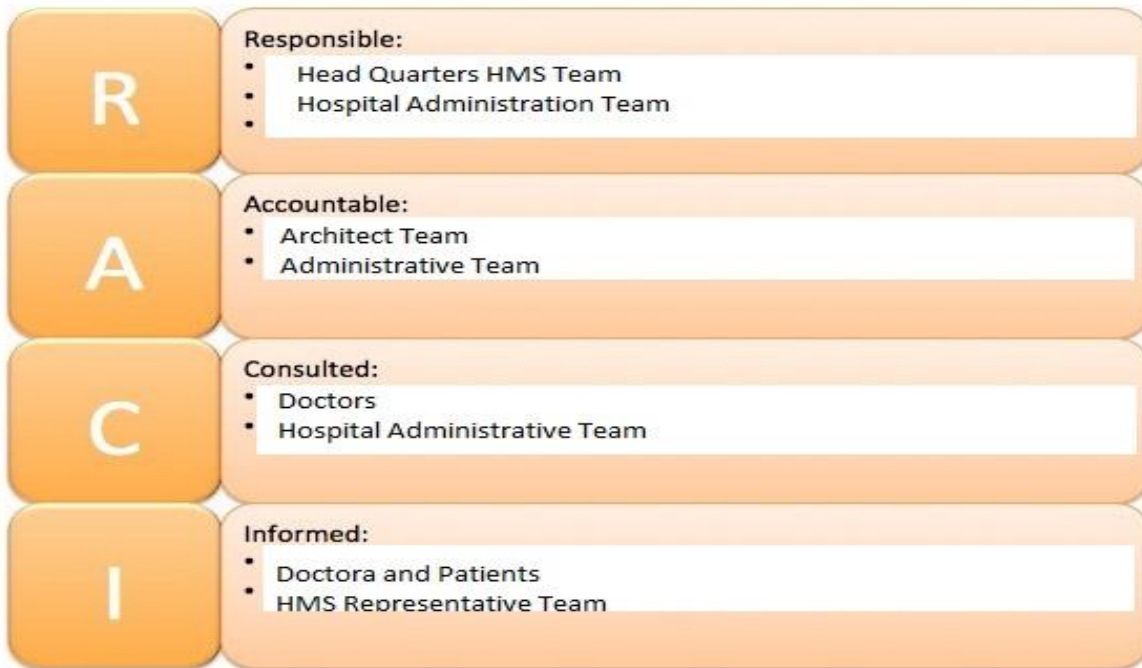 R
Responsible:
• Head Quarters HMS Team
• Hospital Administration Team
•
A
Accountable:
• Architect Team
• Administrative Team
C
Consulted:
• Doctors
• Hospital Administrative Team
I
Informed:
• Doctora and Patients
• HMS Representative Team